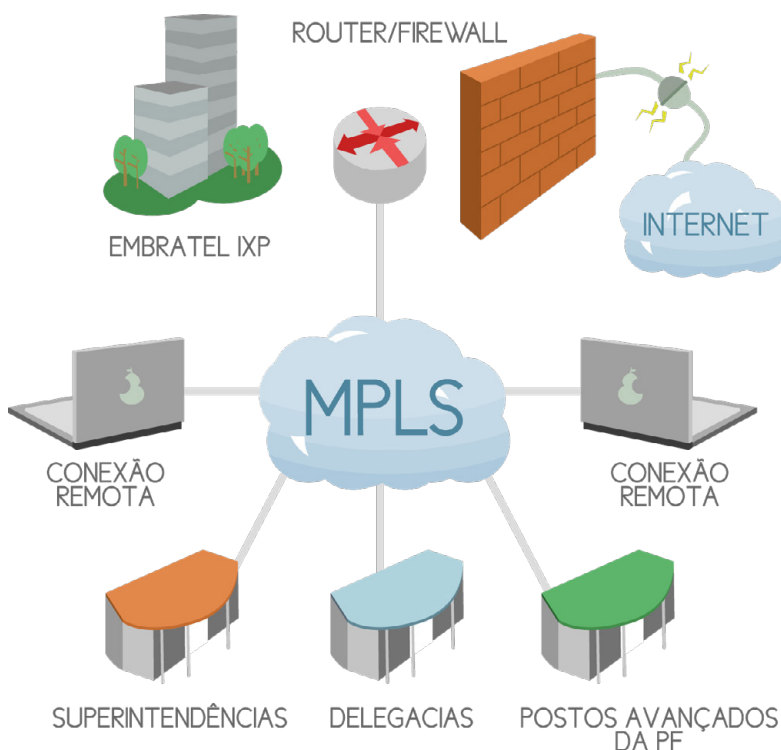 ROUTER/FIREWALL
INTERNET
EMBRATEL IXP
MPLS
CONEXÃO
REMOTA
CONEXÃO
REMOTA
SUPERINTENDÊNCIAS
DELEGACIAS
POSTOS AVANÇADOS
DA PF